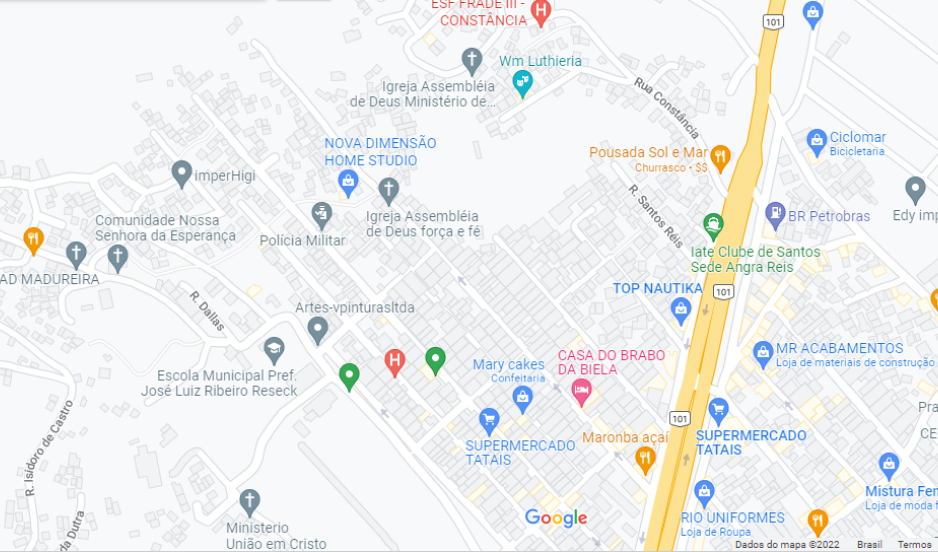 ESF FRADE III -
CONSTÂNCIA
H
101
Igreja Assembléia
de Deus Ministério de...
Wm Luthieria
Rua Constância
NOVA DIMENSÃO
HOME STUDIO
imperHigi
Pousada Sol e Mar
Churrasco • $$
Ciclomar
Bicicletaria
Edy imp
BR Petrobras
R. Santos Réis
Comunidade Nossa
Senhora da Esperança
Polícia Militar
Igreja Assembléia
de Deus força e fé
Iate Clube de Santos
Sede Angra Reis
AD MADUREIRA
TOP NAUTIKA
101
R. Dallas
Artes-vpinturasltda
Escola Municipal Pref.
José Luiz Ribeiro Reseck
H
Mary cakes
Confeitaria
CASA DO BRABO
DA BIELA
MR ACABAMENTOS
Loja de materiais de construção
R. Isidoro de Castro
101
Pra
CE
SUPERMERCADO
TATAIS
Maronba açaí
SUPERMERCADO
TATAIS
Mistura Fen
Loja de moda f
Ministerio
União em Cristo
da Dutra
Google
RIO UNIFORMES
Loja de Roupa
Dados do mapa ©2022 Brasil Termos